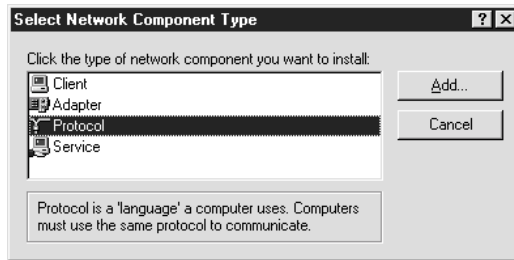 Select Network Component Type
Click the type of network component you want to install:
Client
Adapter
Protocol
Service
Add...
Cancel
Protocol is a 'language' a computer uses. Computers
must use the same protocol to communicate.